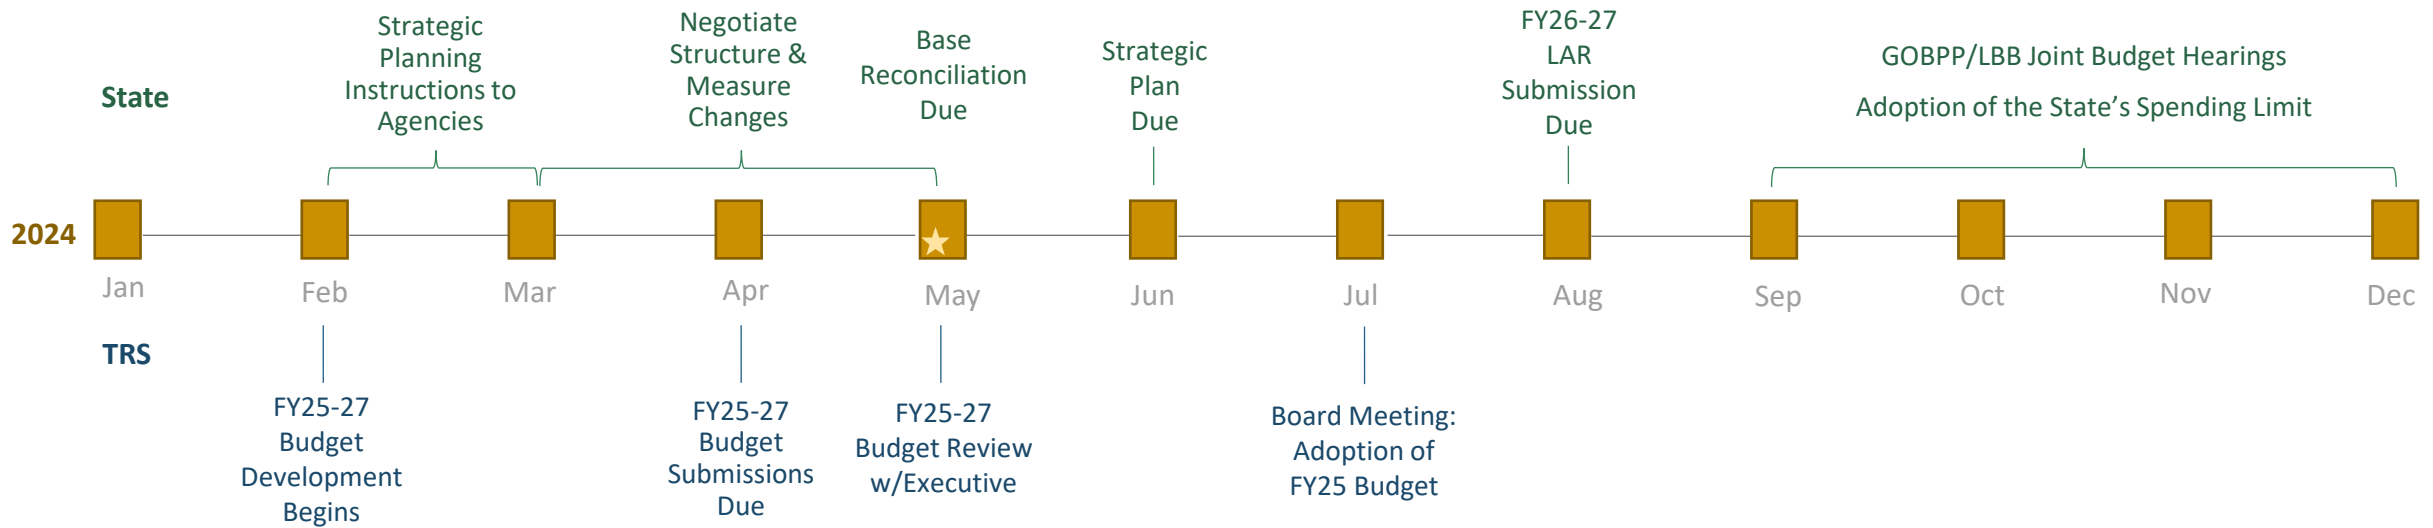 State
Strategic
Planning
Instructions to
Agencies
Negotiate
Structure &
Measure
Changes
Base
Reconciliation
Due
Strategic
Plan
Due
FY26-27
LAR
Submission
Due
GOBPP/LBB Joint Budget Hearings
Adoption of the State’s Spending Limit
2024
Jan
Feb
Mar
Apr
May
Jun
Jul
Aug
Sep
Oct
Nov
Dec
TRS
FY25-27
Budget
Development
Begins
FY25-27
Budget
Submissions
Due
FY25-27
Budget Review
w/Executive
Board Meeting:
Adoption of
FY25 Budget